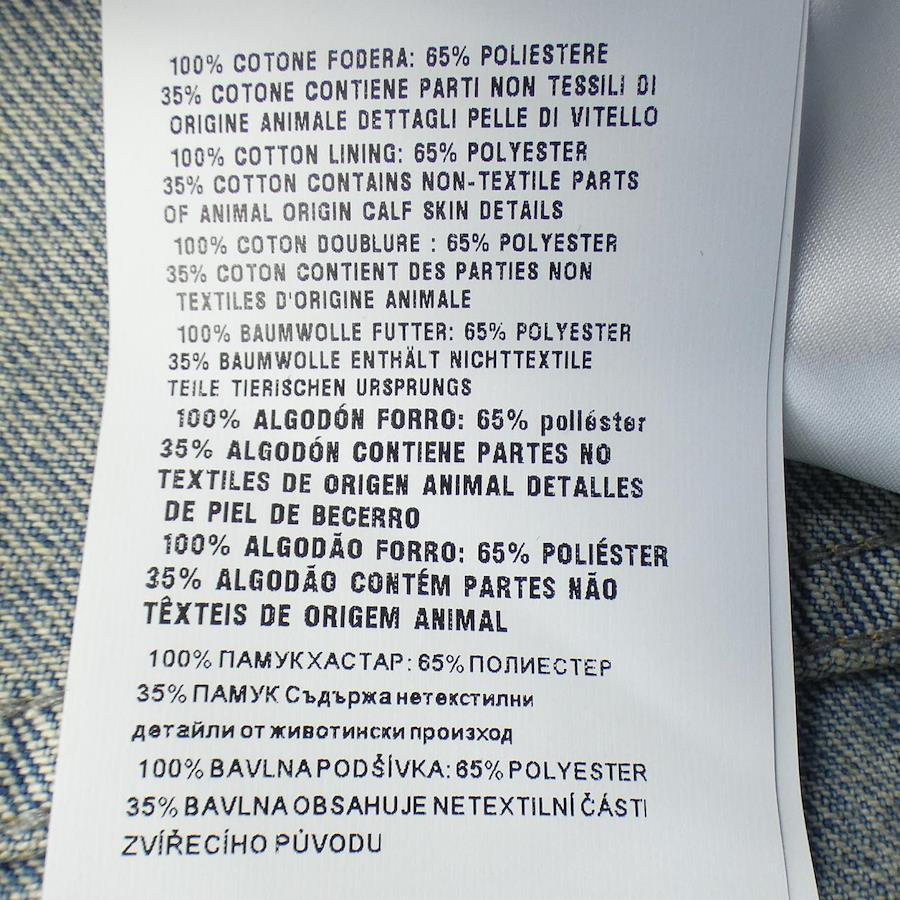 100% COTONE FODERA: 65% POLIESTERE
35% COTONE CONTIENE PARTI NON TESSILI DI
ORIGINE ANIMALE DETTAGLI PELLE DI VITELLO
100% COTTON LINING: 65% POLYESTER
35% COTTON CONTAINS NON-TEXTILE PARTS
OF ANIMAL ORIGIN CALF SKIN DETAILS
100% COTON DOUBLURE : 65% POLYESTER
35% COTON CONTIENT DES PARTIES NON
TEXTILES D'ORIGINE ANIMALE
100% BAUMWOLLE FUTTER: 65% POLYESTER
35% BAUMWOLLE ENTHÄLT NICHTTEXTILE
TEILE TIERISCHEN URSPRUNGS
100% ALGODÓN FORRO: 65% poliéster
35% ALGODÓN CONTIENE PARTES NO
TEXTILES DE ORIGEN ANIMAL DETALLES
DE PIEL DE BECERRO
100% ALGODÃO FORRO: 65% POLIÉSTER
35% ALGODÃO CONTÉM PARTES NÃO
TÊXTEIS DE ORIGEM ANIMAL
100% ПАМУК ХАСТАР: 65% ПОЛИЕСТЕР
35% ПАМУК Съдържа нетекстилни
детайли от животински произход
100% BAVLNA PODŠÍVKA: 65% POLYESTER
35% BAVLNA OBSAHUJE NETEXTILNÍ ČÁSTI
ZVÍŘECÍHO PŮVODU